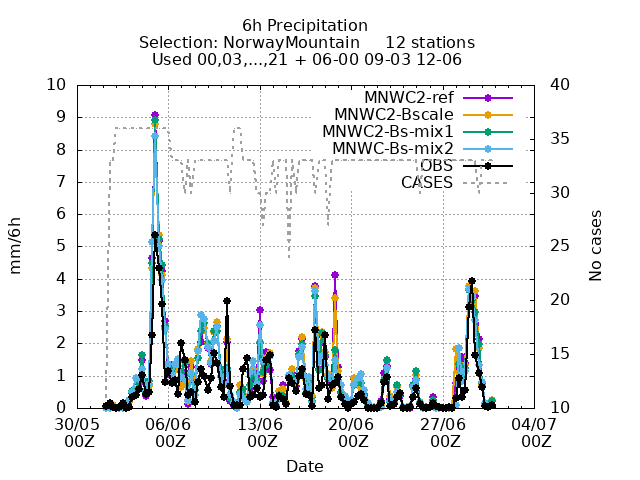 6h Precipitation
Selection: NorwayMountain 12 stations
Used 00,03,...,21 + 06-00 09-03 12-06
10 40
9
8 35
7
30
6
5 25
4
20
3
2 15
1
0 10
MNWC2-ref
MNWC2-Bscale
MNWC2-Bs-mix1
MNWC-Bs-mix2
OBS
CASES
mm/6h
No cases
30/05 06/06 13/06 20/06 27/06 04/07
00Z 00Z 00Z 00Z 00Z 00Z
Date